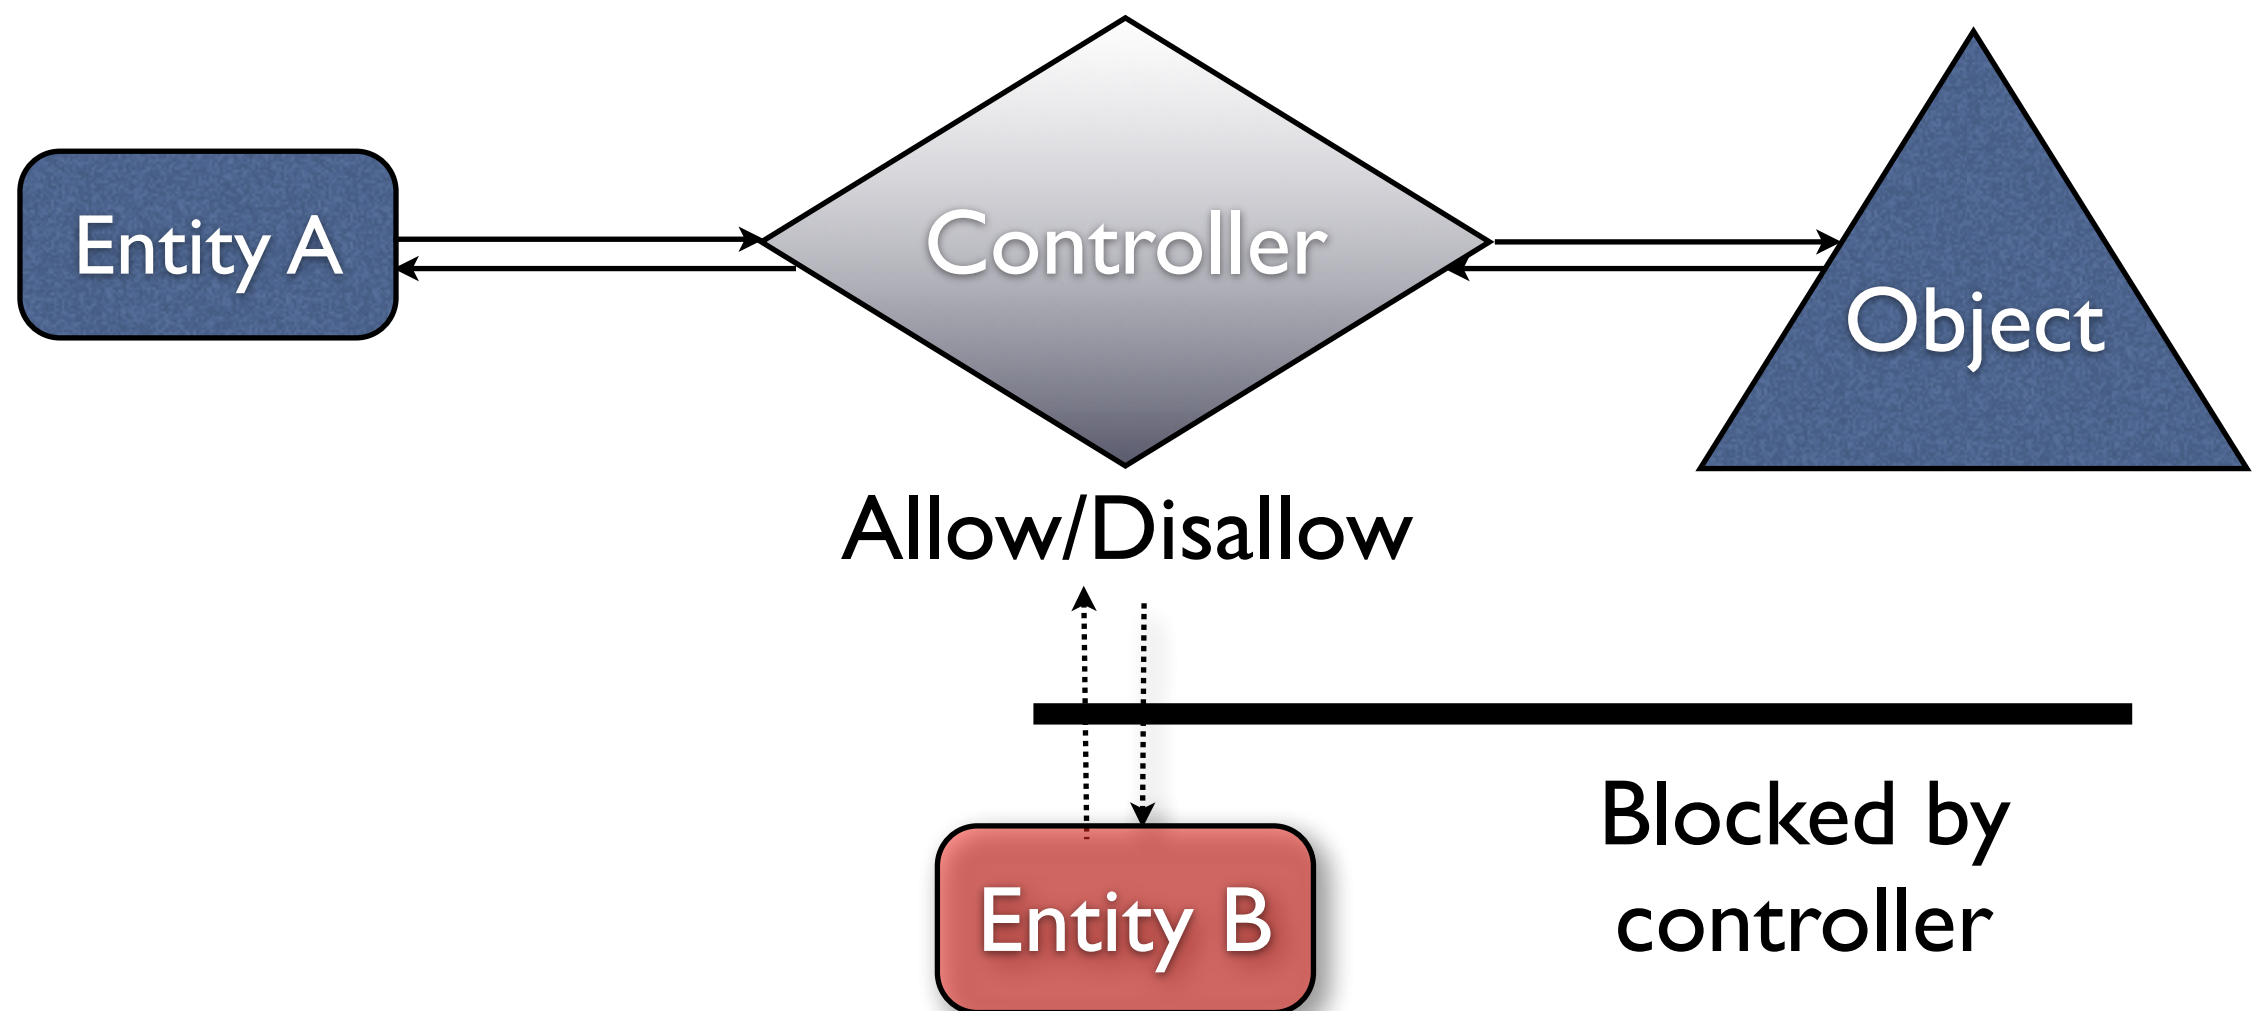 Entity A
Controller
Object
Allow/Disallow
Blocked by
controller
Entity B